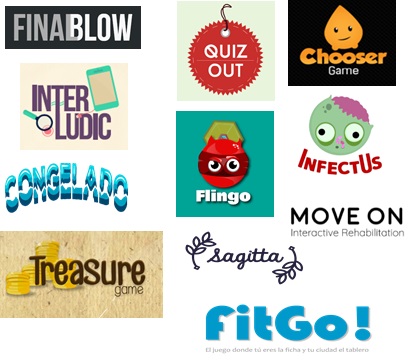 FINALBLOW
INTER
LUDIC
CONGELADO
Treasure
game
QUIZ
OUT
Flingo
Sagitta
Chooser
Game
INFECTUS
MOVE ON
Interactive Rehabilitation
FitGo!
El juego donde tú eres la ficha y tu ciudad el tablero